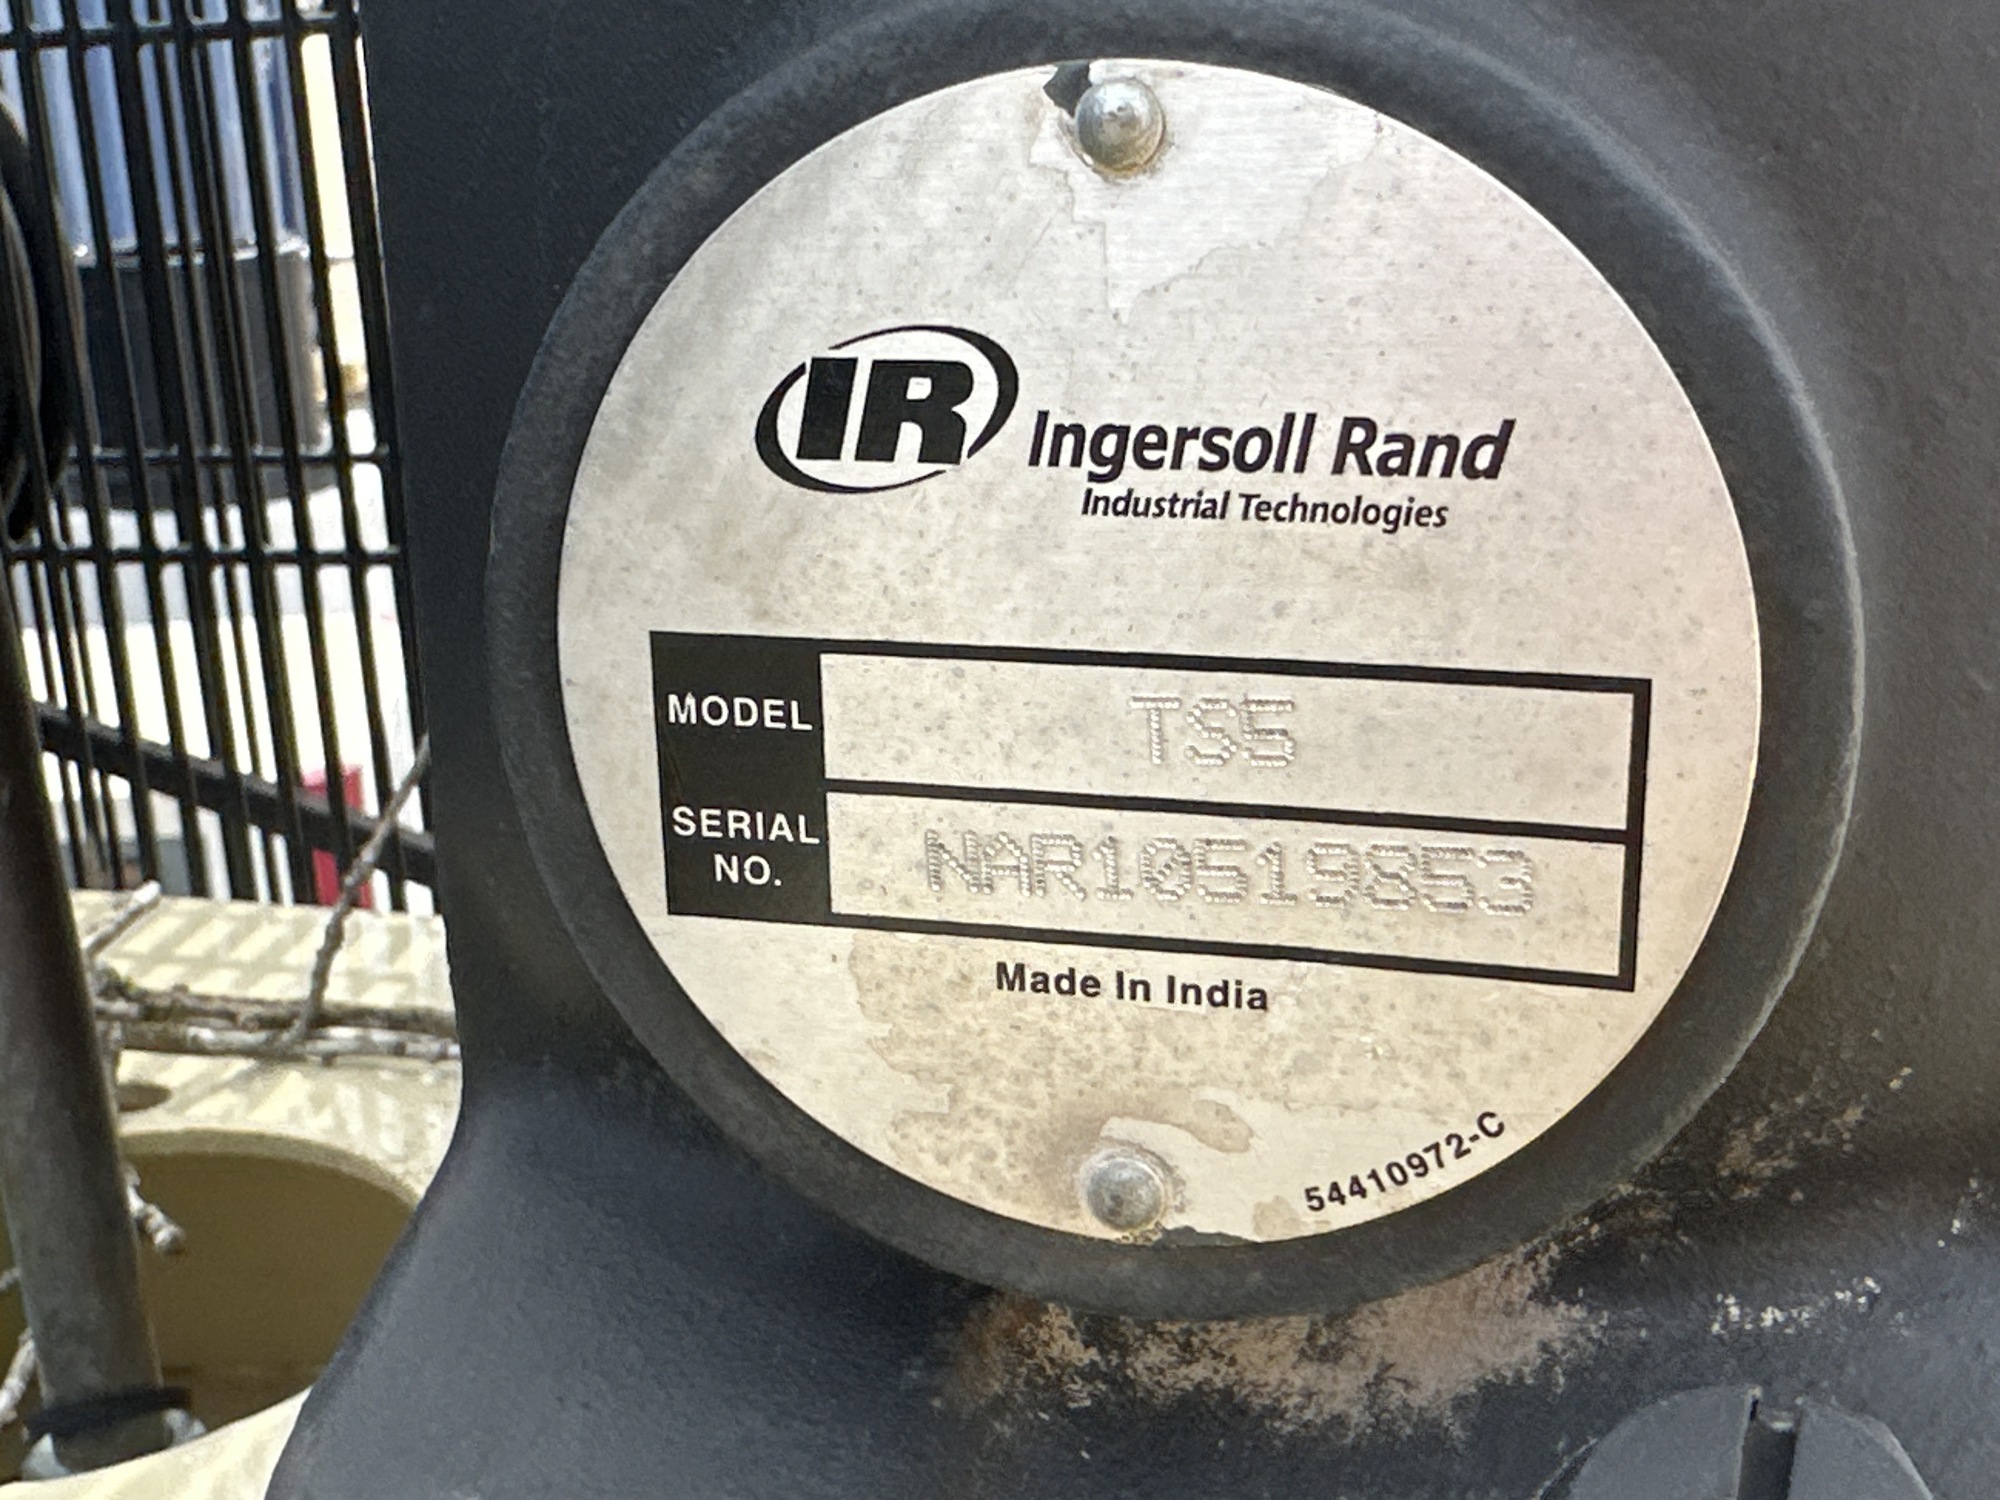 IR Ingersoll Rand
Industrial Technologies
MODEL TS5
SERIAL NO. NAR10519853
Made In India
54410972-C